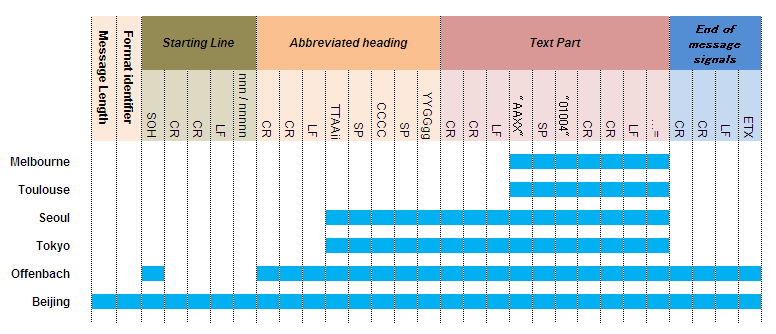 Message Length
Format identifier
Starting Line
Abbreviated heading
Text Part
End of
message
signals
SOH
CR
CR
LF
nnn / nnnnn
CR
CR
LF
TTAAii
SP
CCCC
SP
YYGGgg
CR
CR
LF
“ AAXX”
SP
“01004”
CR
CR
LF
...=
CR
CR
LF
ETX
Melbourne
Toulouse
Seoul
Tokyo
Offenbach
Beijing